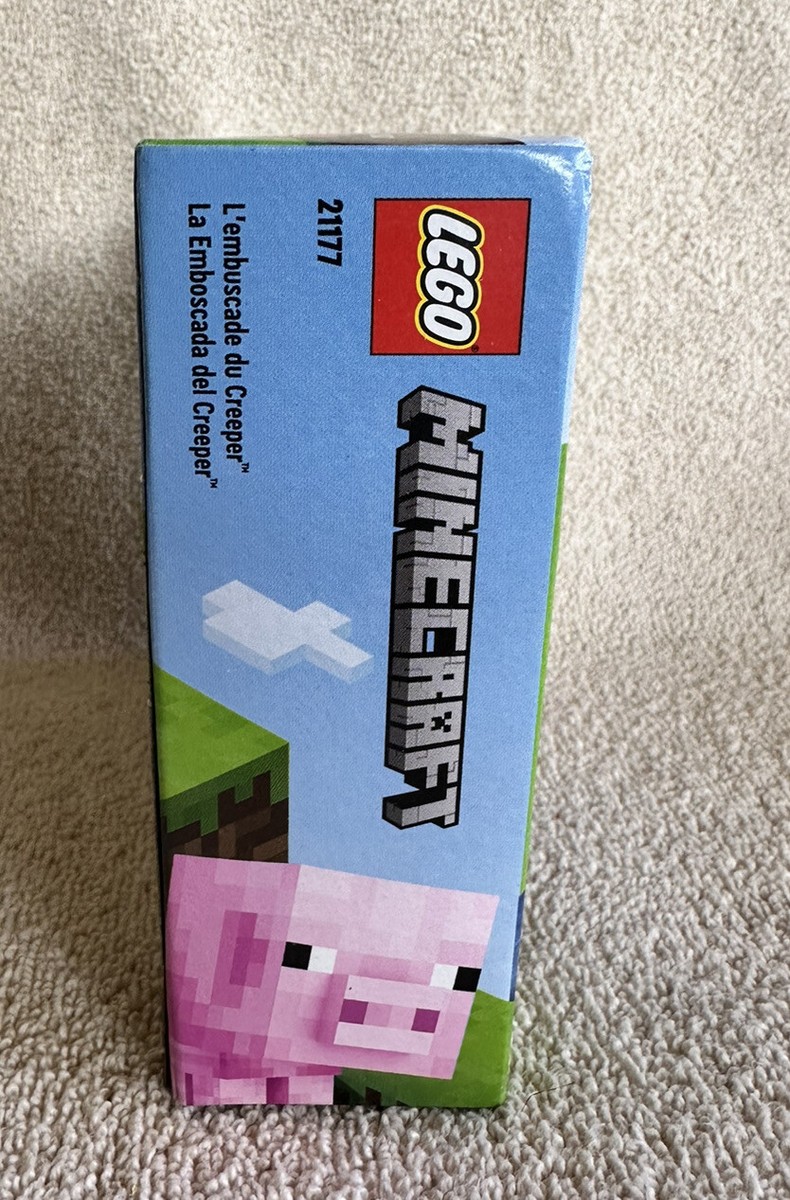 LEGO®
MINECRAFT
21177
L'embuscade du Creeper™
La Emboscada del Creeper™